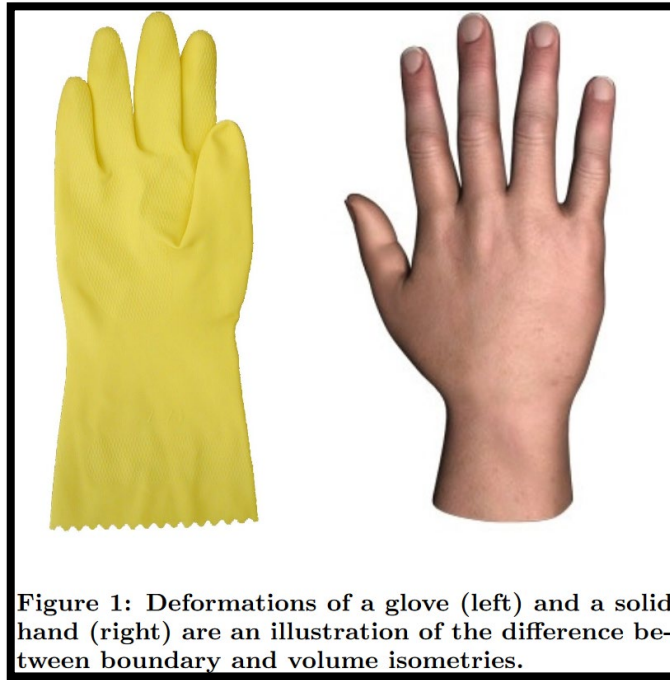 Figure 1: Deformations of a glove (left) and a solid
hand (right) are an illustration of the difference be-
tween boundary and volume isometries.